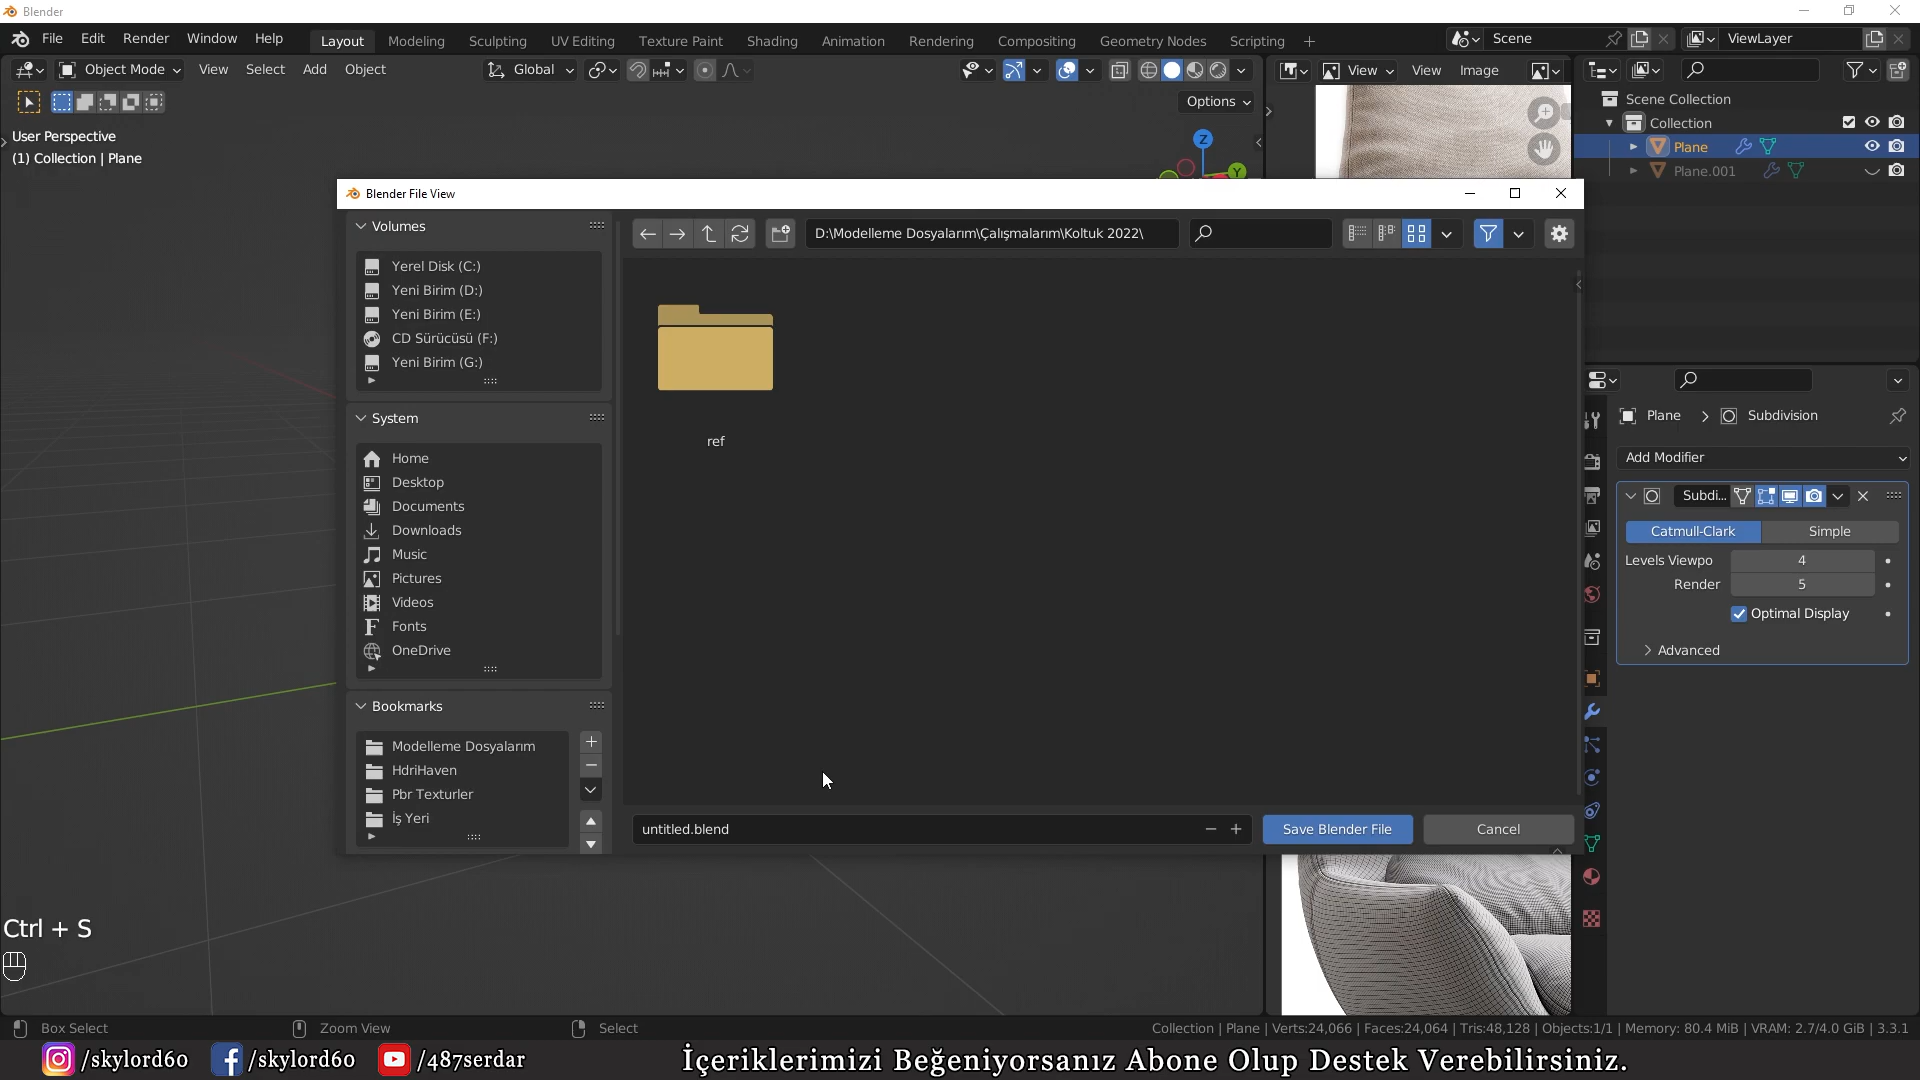 Blender
File Edit Render Window Help Layout Modeling Sculpting UV Editing Texture Paint Shading Animation Rendering Compositing Geometry Nodes Scripting + Scene ViewLayer
Object Mode View Select Add Object Global View View Image
Options
User Perspective
(1) Collection | Plane
Z
Y
Scene Collection
Collection
Plane
Plane.001
Blender File View
Volumes
D:\Modelleme Dosyalarım\Çalışmalarım\Koltuk 2022\
Yerel Disk (C:)
Yeni Birim (D:)
Yeni Birim (E:)
CD Sürücüsü (F:)
Yeni Birim (G:)
System
Home
Desktop
Documents
Downloads
Music
Pictures
Videos
Fonts
OneDrive
Bookmarks
Modelleme Dosyalarım
HdriHaven
Pbr Texturler
İş Yeri
ref
untitled.blend
Save Blender File
Cancel
Plane > Subdivision
Add Modifier
Subdi...
Catmull-Clark Simple
Levels Viewpo 4
Render 5
Optimal Display
Advanced
Ctrl + S
Box Select Zoom View Select
Collection | Plane | Verts:24,066 | Faces:24,064 | Tris:48,128 | Objects:1/1 | Memory: 80.4 MiB | VRAM: 2.7/4.0 GiB | 3.3.1
/skylord60 /skylord60 /487serdar
İçeriklerimizi Beğeniyorsanız Abone Olup Destek Verebilirsiniz.